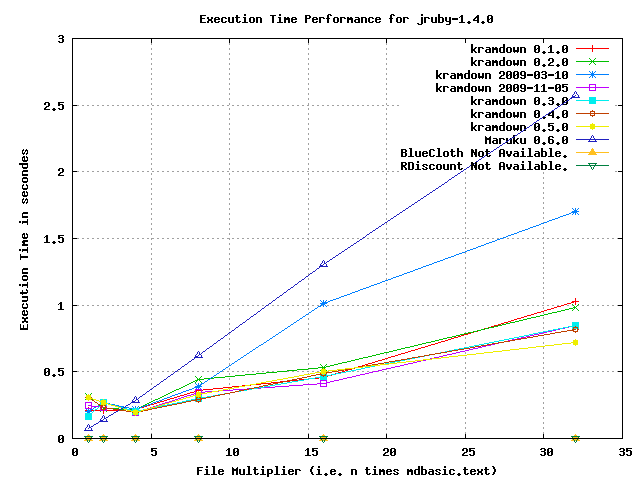 Execution Time Performance for jruby-1.4.0
kramdown 0.1.0
kramdown 0.2.0
kramdown 2009-03-10
kramdown 2009-11-05
kramdown 0.3.0
kramdown 0.4.0
kramdown 0.5.0
Maruku 0.6.0
BlueCloth Not Available.
RDiscount Not Available.
Execution Time in secondes
3
2.5
2
1.5
1
0.5
0
0
5
10
15
20
25
30
35
File Multiplier (i.e. n times mdbasic.text)